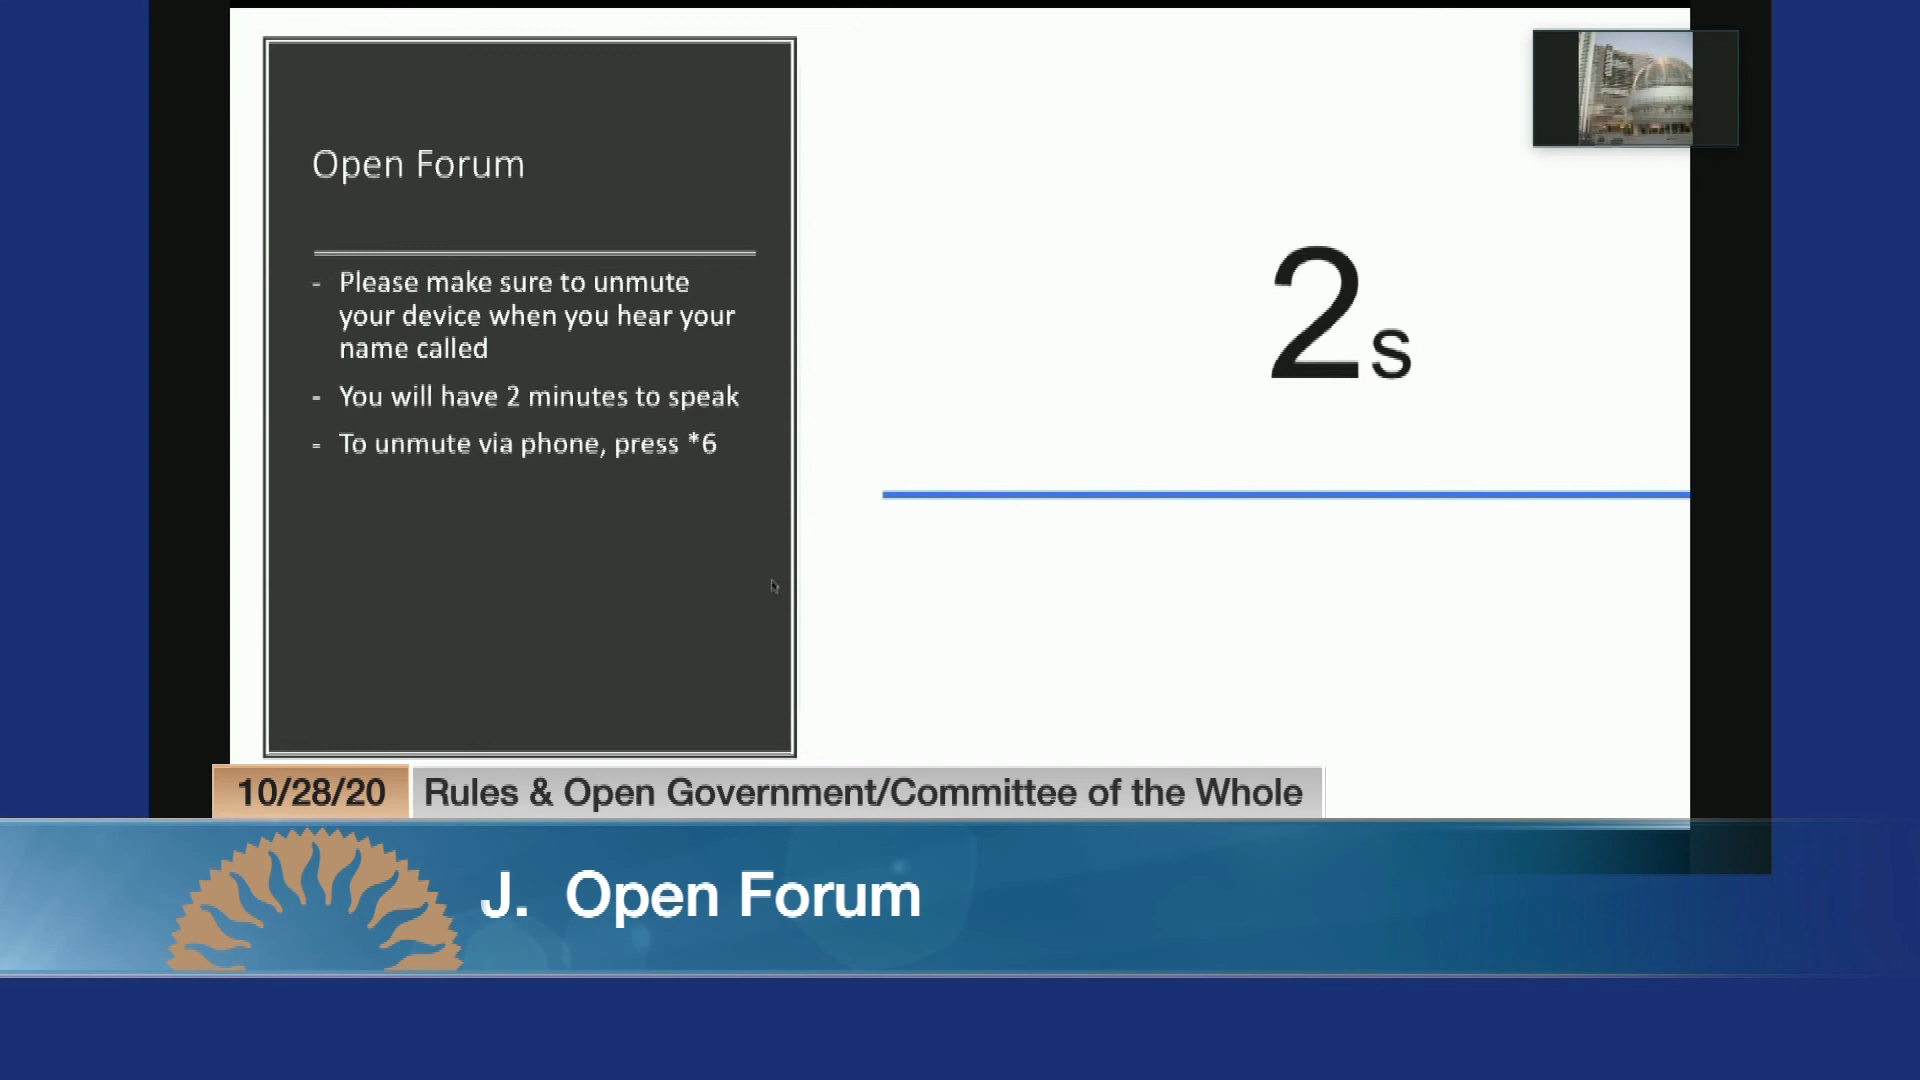 Open Forum
- Please make sure to unmute
your device when you hear your
name called
- You will have 2 minutes to speak
- To unmute via phone, press *6
2s
10/28/20 Rules & Open Government/Committee of the Whole
J. Open Forum